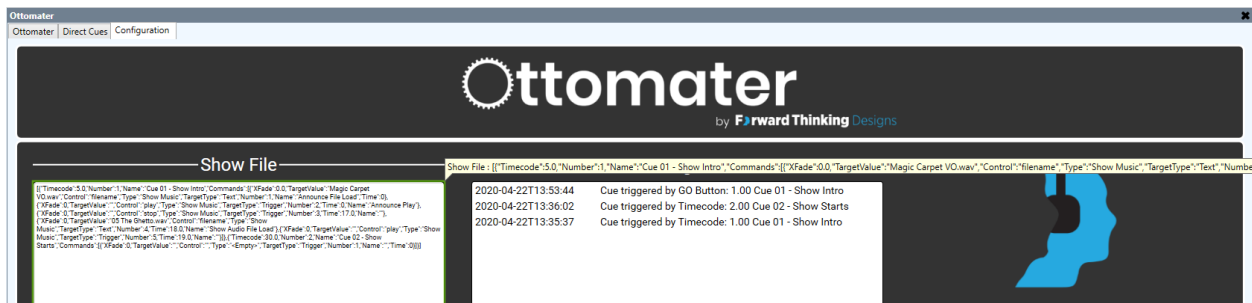 Ottomater
Ottomater Direct Cues Configuration
Ottomater
by Forward Thinking Designs
Show File
Show File : [{"Timecode":5.0,"Number":1,"Name":"Cue 01 - Show Intro","Commands":[{"XFade":0.0,"TargetValue":"Magic Carpet VO.wav","Control":"filename","Type":"Show Music","TargetType":"Text","Numbe
[{"Timecode":5.0,"Number":1,"Name":"Cue 01 - Show Intro","Commands":[{"XFade":0.0,"TargetValue":"Magic Carpet
VO.wav","Control":"filename","Type":"Show Music","TargetType":"Text","Number":1,"Name":"Announce File Load","Time":0},
{"XFade":0,"TargetValue":"","Control":"play","Type":"Show Music","TargetType":"Trigger","Number":2,"Time":0,"Name":"Announce Play"},
{"XFade":0,"TargetValue":"","Control":"stop","Type":"Show Music","TargetType":"Trigger","Number":3,"Time":17.0,"Name":""},
{"XFade":0,"TargetValue":"05 The Ghetto.wav","Control":"filename","Type":"Show
Music","TargetType":"Text","Number":4,"Time":18.0,"Name":"Show Audio File Load"},{"XFade":0,"TargetValue":"","Control":"play","Type":"Show
Music","TargetType":"Trigger","Number":5,"Time":19.0,"Name":""}]},{"Timecode":30.0,"Number":2,"Name":"Cue 02 - Show
Starts","Commands":[{"XFade":0,"TargetValue":"","Control":"","Type":"<Empty>","TargetType":"Trigger","Number":1,"Name":"","Time":0}]}]
2020-04-22T13:53:44 Cue triggered by GO Button: 1.00 Cue 01 - Show Intro
2020-04-22T13:36:02 Cue triggered by Timecode: 2.00 Cue 02 - Show Starts
2020-04-22T13:35:37 Cue triggered by Timecode: 1.00 Cue 01 - Show Intro